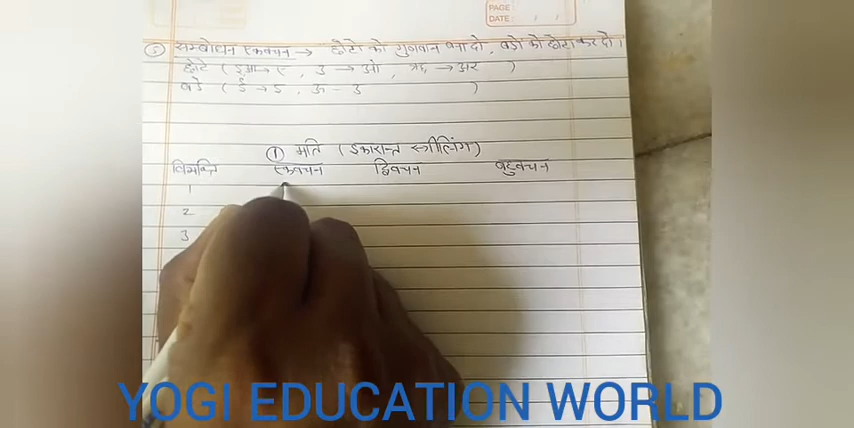 PAGE :
DATE : / /
⑤ सम्बोधन एकवचन → छोटो को गुणवान बना दो, बडो को छोटा कर दो।
छोटे ( इ,आ → ए , उ → ओ , ऋ → अर )
बडे ( ई → इ , ऊ - उ )
① मति ( इकारान्त स्त्रीलिंग )
विभक्ति एकवचन द्विवचन बहुवचन
1
2
3
YOGI EDUCATION WORLD